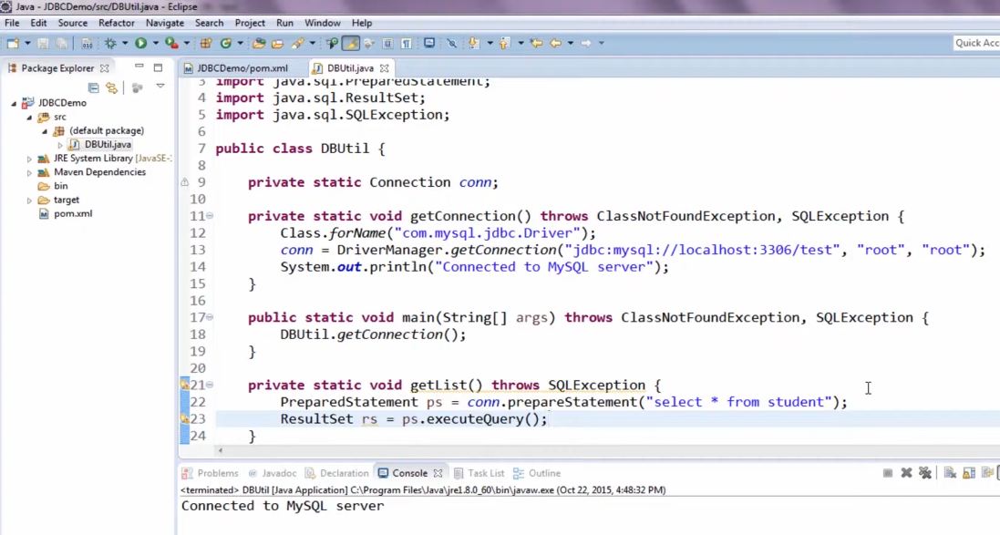 Java - JDBCDemo/src/DBUtil.java - Eclipse
File Edit Source Refactor Navigate Search Project Run Window Help
Quick Acc
Package Explorer
JDBCDemo/pom.xml DBUtil.java
JDBCDemo
src
(default package)
DBUtil.java
JRE System Library [JavaSE-
Maven Dependencies
bin
target
pom.xml
3 import java.sql.PreparedStatement;
4 import java.sql.ResultSet;
5 import java.sql.SQLException;
6
7 public class DBUtil {
8
9 private static Connection conn;
10
11 private static void getConnection() throws ClassNotFoundException, SQLException {
12 Class.forName("com.mysql.jdbc.Driver");
13 conn = DriverManager.getConnection("jdbc:mysql://localhost:3306/test", "root", "root");
14 System.out.println("Connected to MySQL server");
15 }
16
17 public static void main(String[] args) throws ClassNotFoundException, SQLException {
18 DBUtil.getConnection();
19 }
20
21 private static void getList() throws SQLException {
22 PreparedStatement ps = conn.prepareStatement("select * from student");
23 ResultSet rs = ps.executeQuery();
24 }
Problems Javadoc Declaration Console Task List Outline
<terminated> DBUtil [Java Application] C:\Program Files\Java\jre1.8.0_60\bin\javaw.exe (Oct 22, 2015, 4:48:32 PM)
Connected to MySQL server